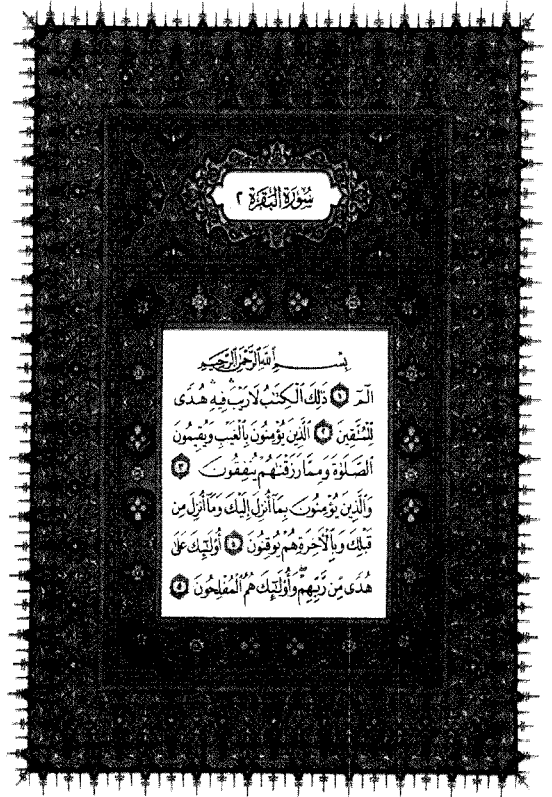 سُورَةُ البَقَرَةِ ٢
بِسْمِ ٱللَّهِ ٱلرَّحْمَٰنِ ٱلرَّحِيمِ
الٓمٓ ١ ذَٰلِكَ ٱلْكِتَٰبُ لَا رَيْبَ ۛ فِيهِ ۛ هُدًى
لِّلْمُتَّقِينَ ٢ ٱلَّذِينَ يُؤْمِنُونَ بِٱلْغَيْبِ وَيُقِيمُونَ
ٱلصَّلَوٰةَ وَمِمَّا رَزَقْنَٰهُمْ يُنفِقُونَ ٣
وَٱلَّذِينَ يُؤْمِنُونَ بِمَآ أُنزِلَ إِلَيْكَ وَمَآ أُنزِلَ مِن
قَبْلِكَ وَبِٱلْءَاخِرَةِ هُمْ يُوقِنُونَ ٤ أُو۟لَٰٓئِكَ عَلَىٰ
هُدًى مِّن رَّبِّهِمْ ۖ وَأُو۟لَٰٓئِكَ هُمُ ٱلْمُفْلِحُونَ ٥